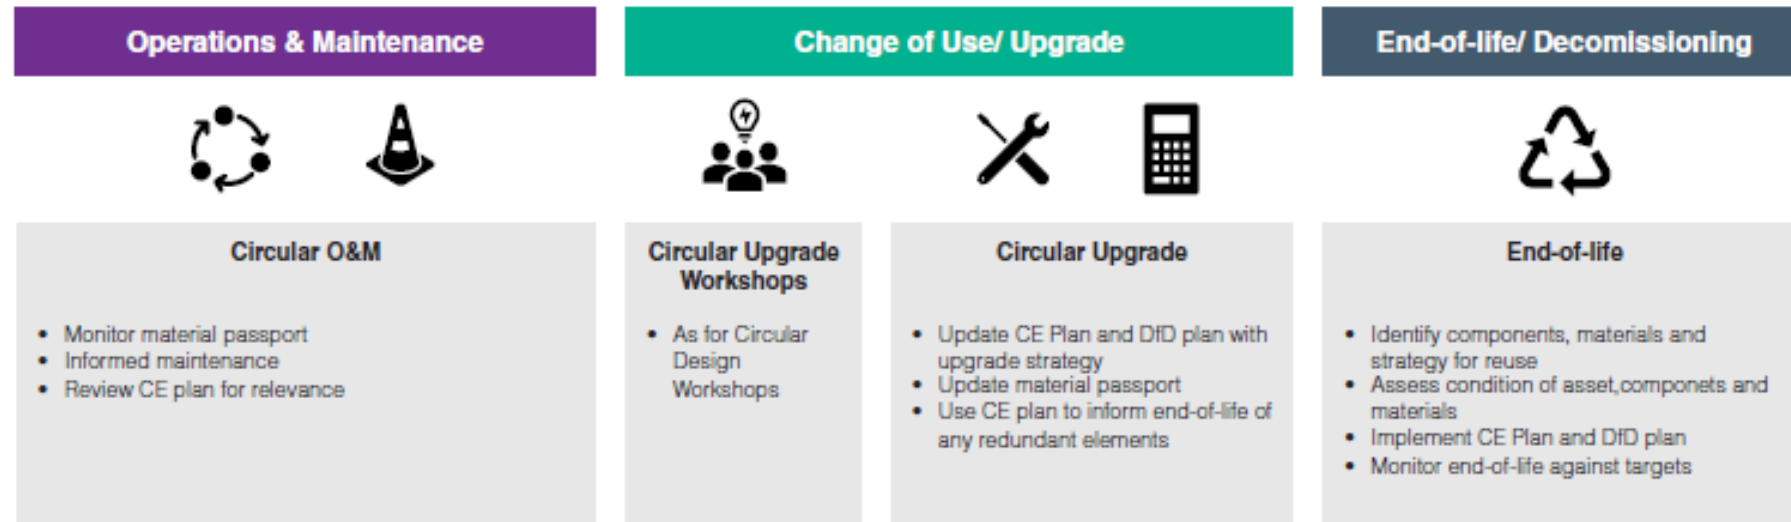 Operations & Maintenance
Change of Use/ Upgrade
End-of-life/ Decomissioning
Circular O&M
• Monitor material passport
• Informed maintenance
• Review CE plan for relevance
Circular Upgrade
Workshops
• As for Circular
Design
Workshops
Circular Upgrade
• Update CE Plan and DfD plan with
upgrade strategy
• Update material passport
• Use CE plan to inform end-of-life of
any redundant elements
End-of-life
• Identify components, materials and
strategy for reuse
• Assess condition of asset,componets and
materials
• Implement CE Plan and DfD plan
• Monitor end-of-life against targets